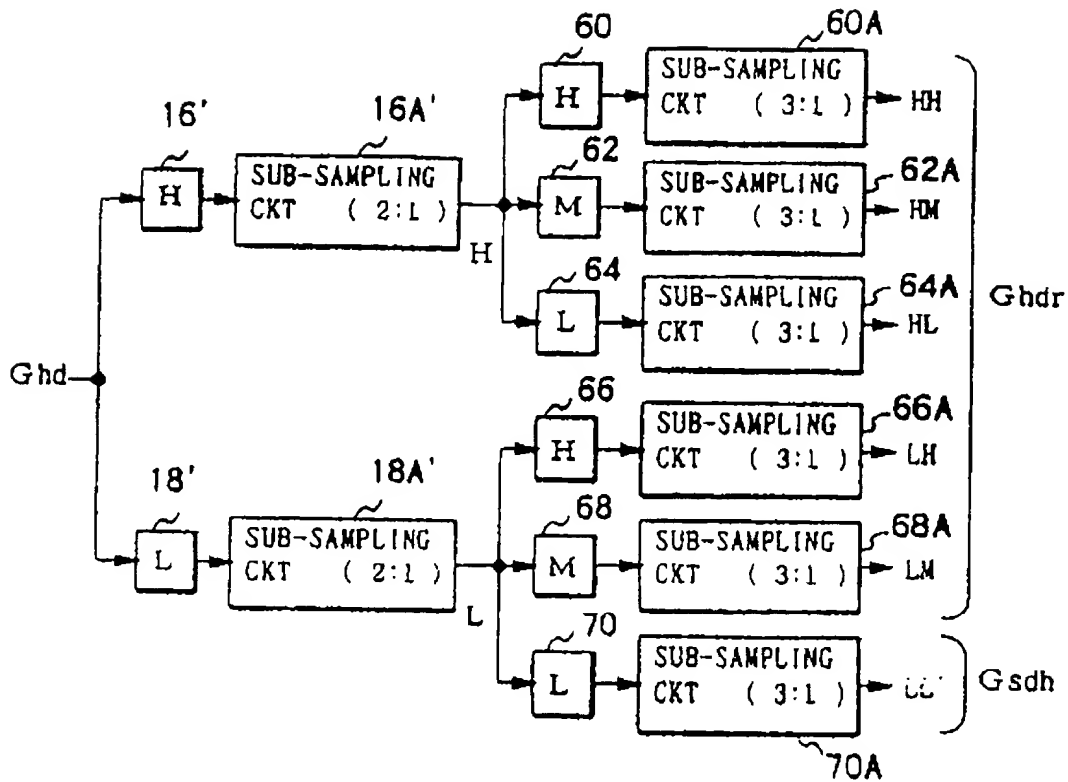 60
60A
H
SUB-SAMPLING
CKT ( 3:1 )
HH
16'
16A'
H
SUB-SAMPLING
CKT ( 2:1 )
H
62
62A
M
SUB-SAMPLING
CKT ( 3:1 )
HM
64
64A
L
SUB-SAMPLING
CKT ( 3:1 )
HL
Ghdr
Ghd
66
66A
H
SUB-SAMPLING
CKT ( 3:1 )
LH
18'
18A'
L
SUB-SAMPLING
CKT ( 2:1 )
L
68
68A
M
SUB-SAMPLING
CKT ( 3:1 )
LM
70
L
SUB-SAMPLING
CKT ( 3:1 )
Gsdh
70A